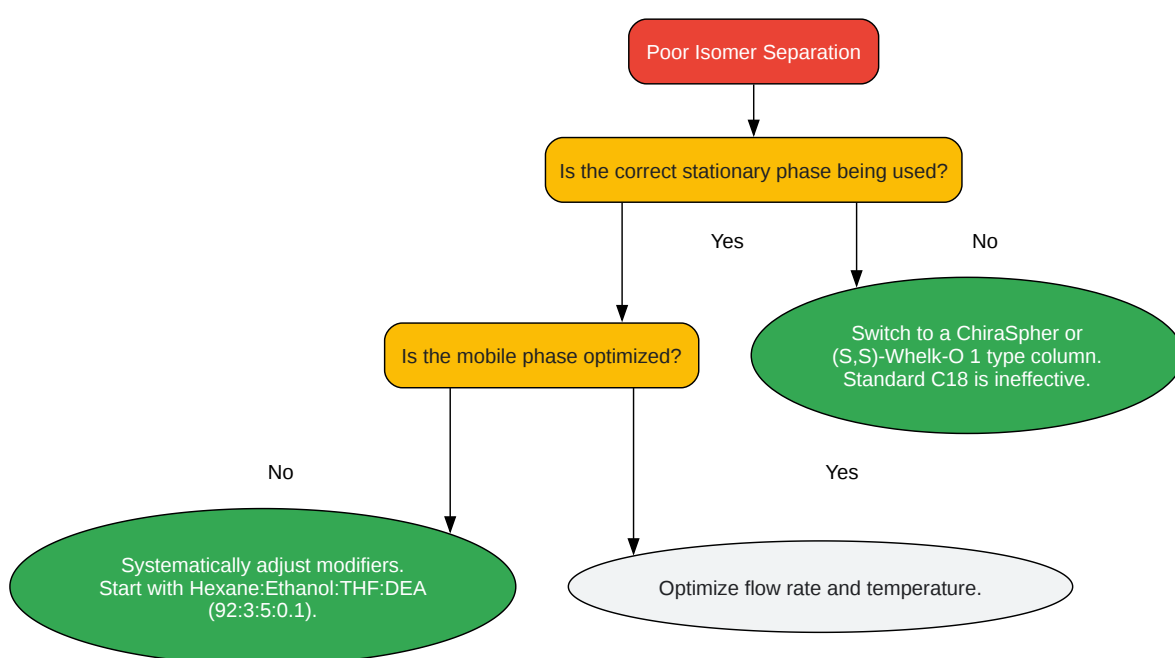 Poor Isomer Separation
Is the correct stationary phase being used?
Yes
No
Switch to a ChiraSpher or
(S,S)-Whelk-O 1 type column.
Standard C18 is ineffective.
Is the mobile phase optimized?
No
Yes
Systematically adjust modifiers.
Start with Hexane:Ethanol:THF:DEA
(92:3:5:0.1).
Optimize flow rate and temperature.